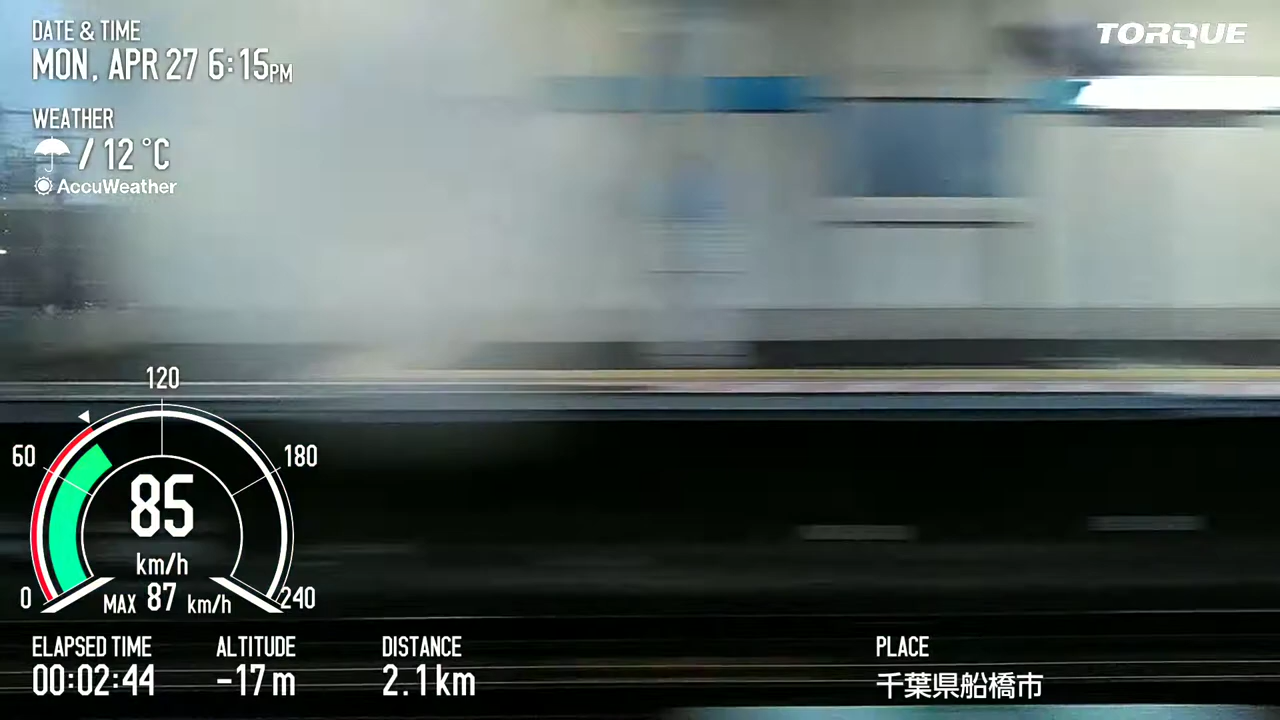 DATE & TIME
MON, APR 27 6:15PM
TORQUE
WEATHER
/ 12 °C
AccuWeather
120
60
180
85
km/h
0
MAX 87 km/h
240
ELAPSED TIME
00:02:44
ALTITUDE
-17 m
DISTANCE
2.1 km
PLACE
千葉県船橋市